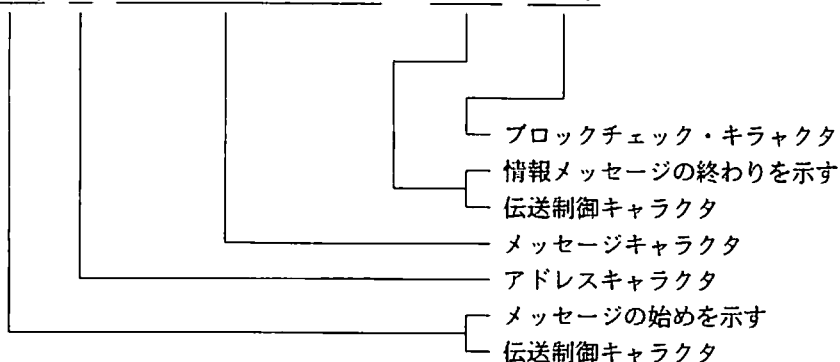 ブロックチェック・キラャクタ
情報メッセージの終わりを示す
伝送制御キャラクタ
メッセージキャラクタ
アドレスキャラクタ
メッセージの始めを示す
伝送制御キャラクタ